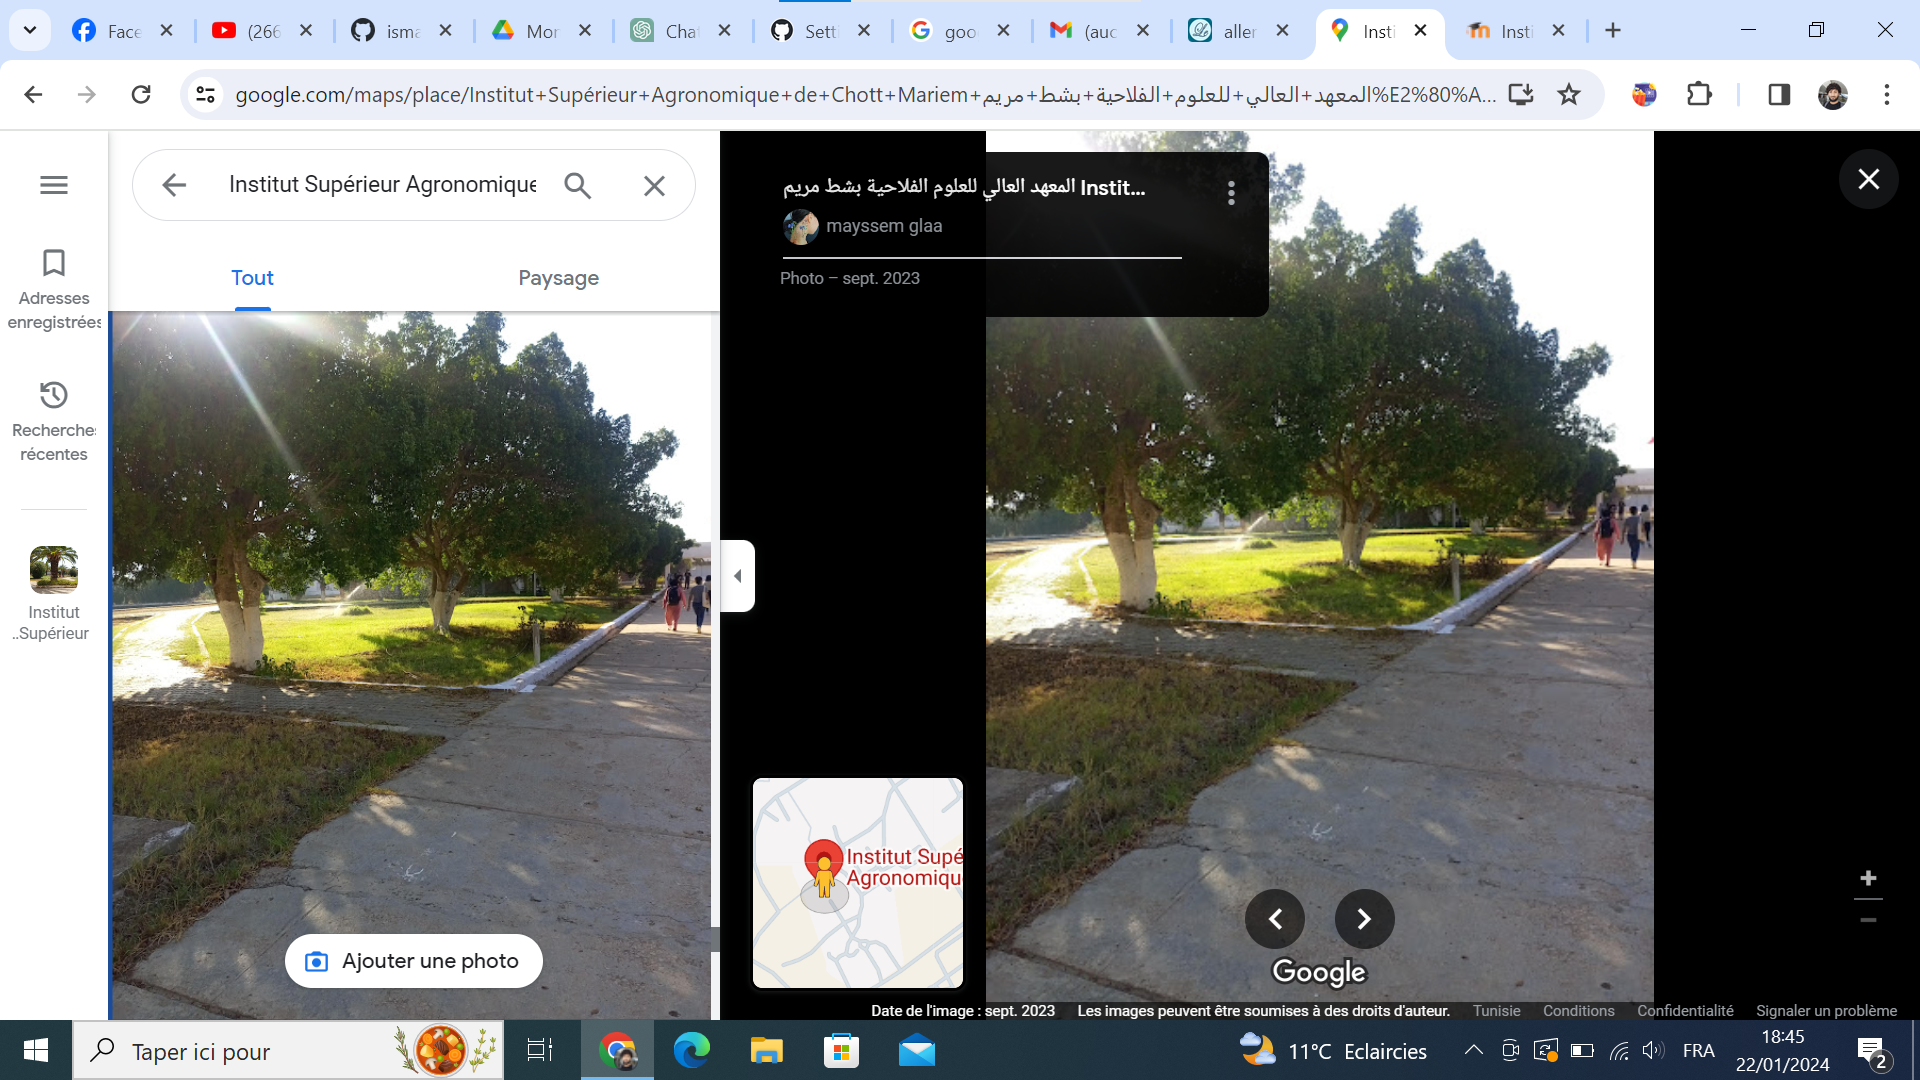 Face
(266
isma
Mor
Chat
Sett
goo
(auc
aller
Insti
Insti
google.com/maps/place/Institut+Supérieur+Agronomique+de+Chott+Mariem+المعهد+العالي+للعلوم+الفلاحية+بشط+مريم%E2%80%A...
Institut Supérieur Agronomique
Tout
Paysage
Adresses
enregistrées
Recherches
récentes
Institut
..Supérieur
Ajouter une photo
المعهد العالي للعلوم الفلاحية بشط مريم Instit...
mayssem glaa
Photo – sept. 2023
Institut Supé
Agronomiqu
Google
Date de l'image : sept. 2023 Les images peuvent être soumises à des droits d'auteur. Tunisie Conditions Confidentialité Signaler un problème
Taper ici pour
11°C Eclaircies
FRA
18:45
22/01/2024
2